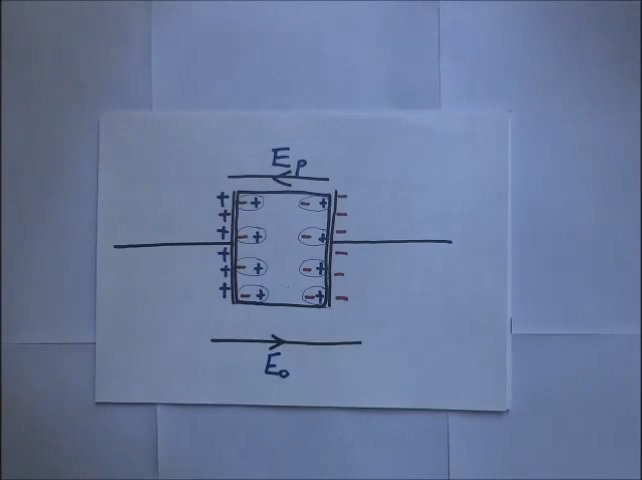 Ep
+ - + - + -
+ -
+ - + - + -
+ -
+ - + - + -
+ -
+ - + - + -
E₀